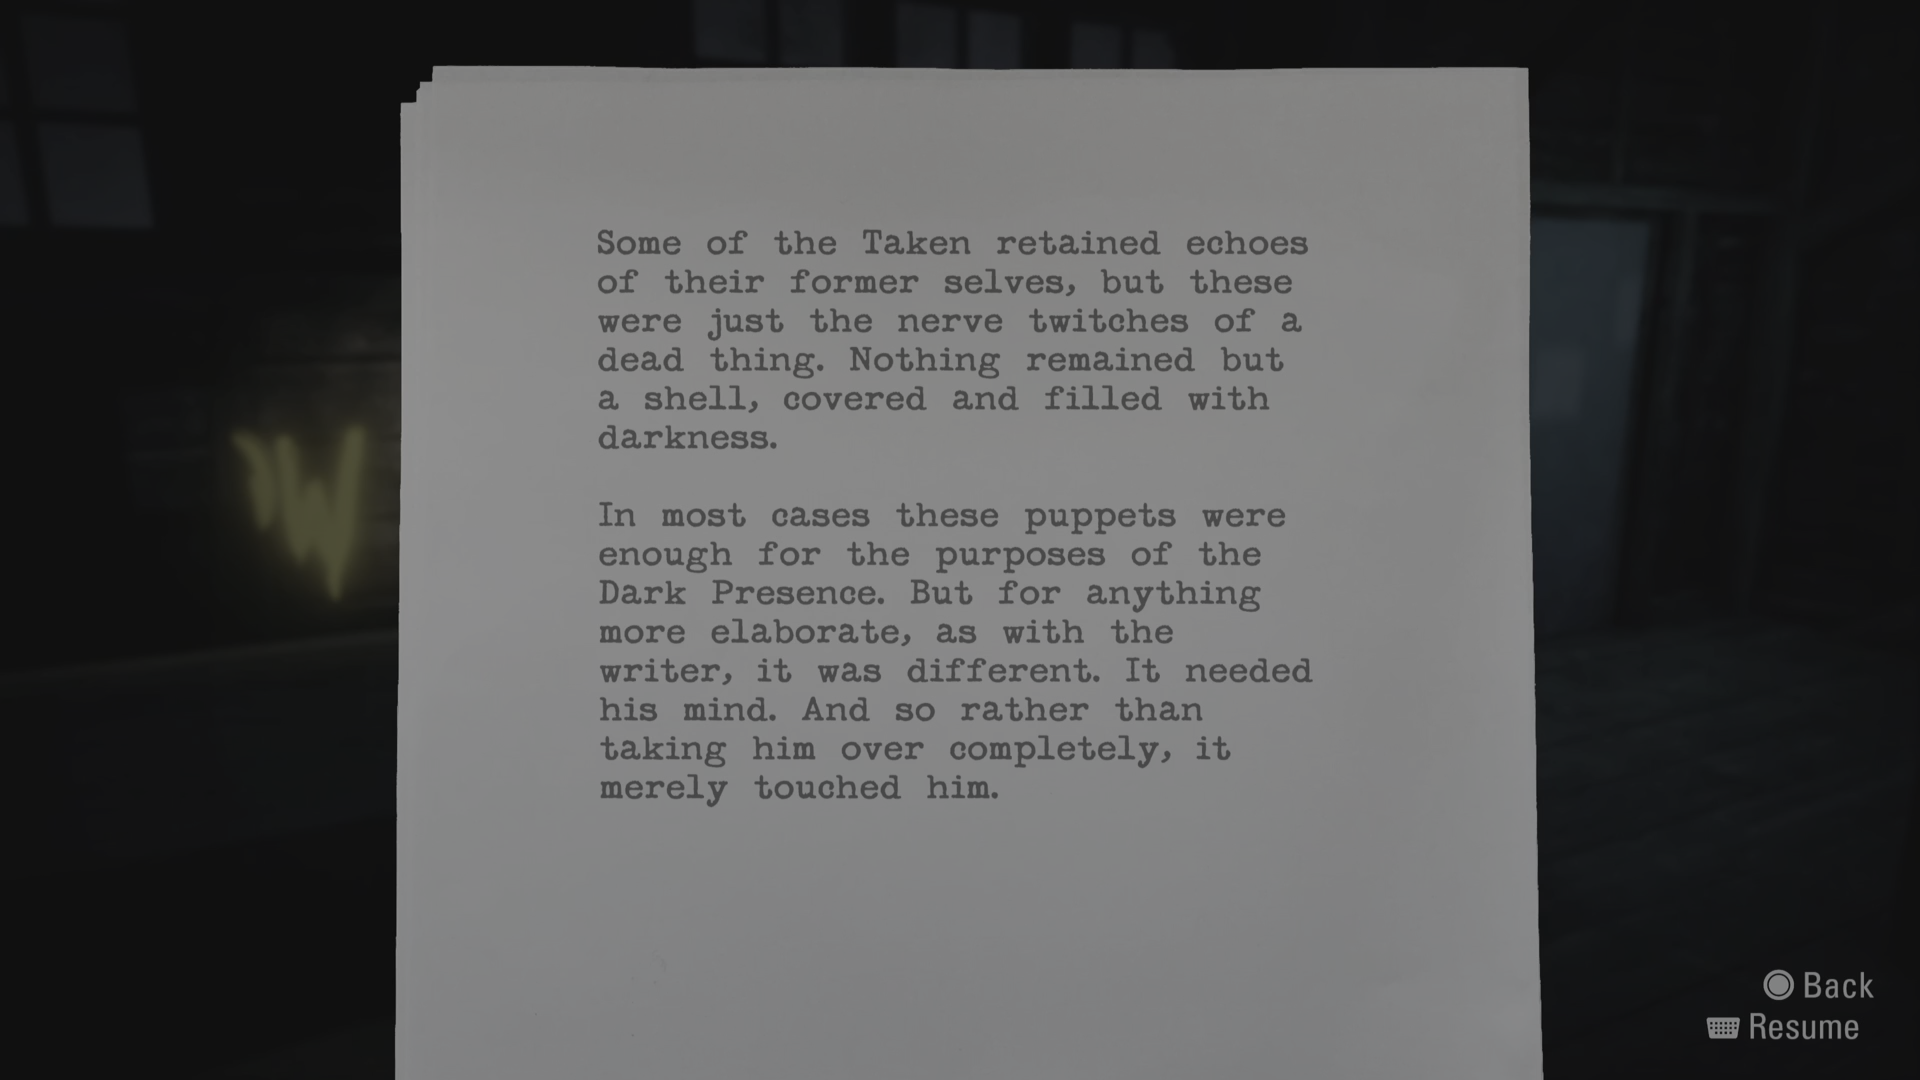 Some of the Taken retained echoes
of their former selves, but these
were just the nerve twitches of a
dead thing. Nothing remained but
a shell, covered and filled with
darkness.
In most cases these puppets were
enough for the purposes of the
Dark Presence. But for anything
more elaborate, as with the
writer, it was different. It needed
his mind. And so rather than
taking him over completely, it
merely touched him.
Back
Resume